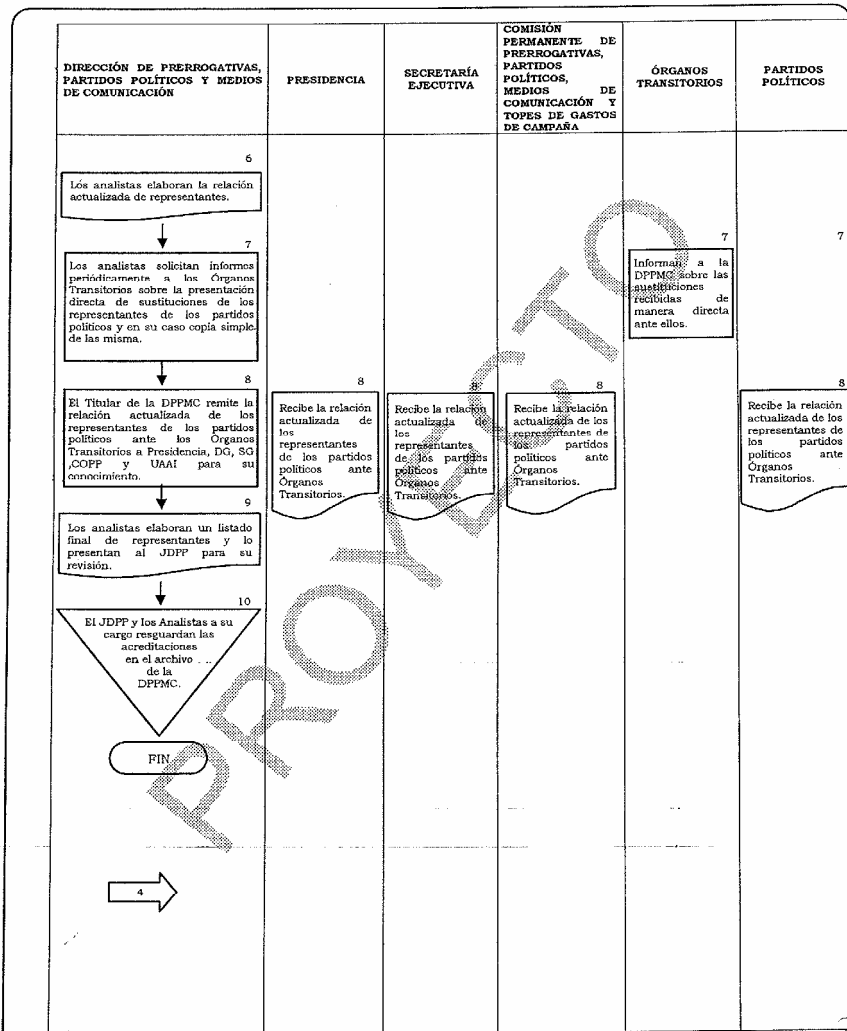 DIRECCIÓN DE PRERROGATIVAS,
PARTIDOS POLÍTICOS Y MEDIOS
DE COMUNICACIÓN
PRESIDENCIA
SECRETARÍA
EJECUTIVA
COMISIÓN
PERMANENTE DE
PRERROGATIVAS,
PARTIDOS
POLÍTICOS,
MEDIOS DE
COMUNICACIÓN Y
TOPES DE GASTOS
DE CAMPAÑA
ÓRGANOS
TRANSITORIOS
PARTIDOS
POLÍTICOS
6
Los analistas elaboran la relación
actualizada de representantes.
7
Los analistas solicitan informes
periódicamente a los Órganos
Transitorios sobre la presentación
directa de sustituciones de los
representantes de los partidos
políticos y en su caso copia simple
de las misma.
7
Informan a la
DPPMC sobre las
sustituciones
recibidas de
manera directa
ante ellos.
7
8
El Titular de la DPPMC remite la
relación actualizada de los
representantes de los partidos
políticos ante los Órganos
Transitorios a Presidencia, DG, SG
,COPP y UAAI para su
conocimiento.
8
Recibe la relación
actualizada de
los
representantes
de los partidos
políticos ante
Órganos
Transitorios.
8
Recibe la relación
actualizada de
los
representantes
de los partidos
políticos ante
Órganos
Transitorios.
8
Recibe la relación
actualizada de los
representantes de
los partidos
políticos ante
Órganos
Transitorios.
8
Recibe la relación
actualizada de los
representantes de
los partidos
políticos ante
Órganos
Transitorios.
9
Los analistas elaboran un listado
final de representantes y lo
presentan al JDPP para su
revisión.
10
El JDPP y los Analistas a su
cargo resguardan las
acreditaciones
en el archivo
de la
DPPMC.
FIN
4
PROYECTO